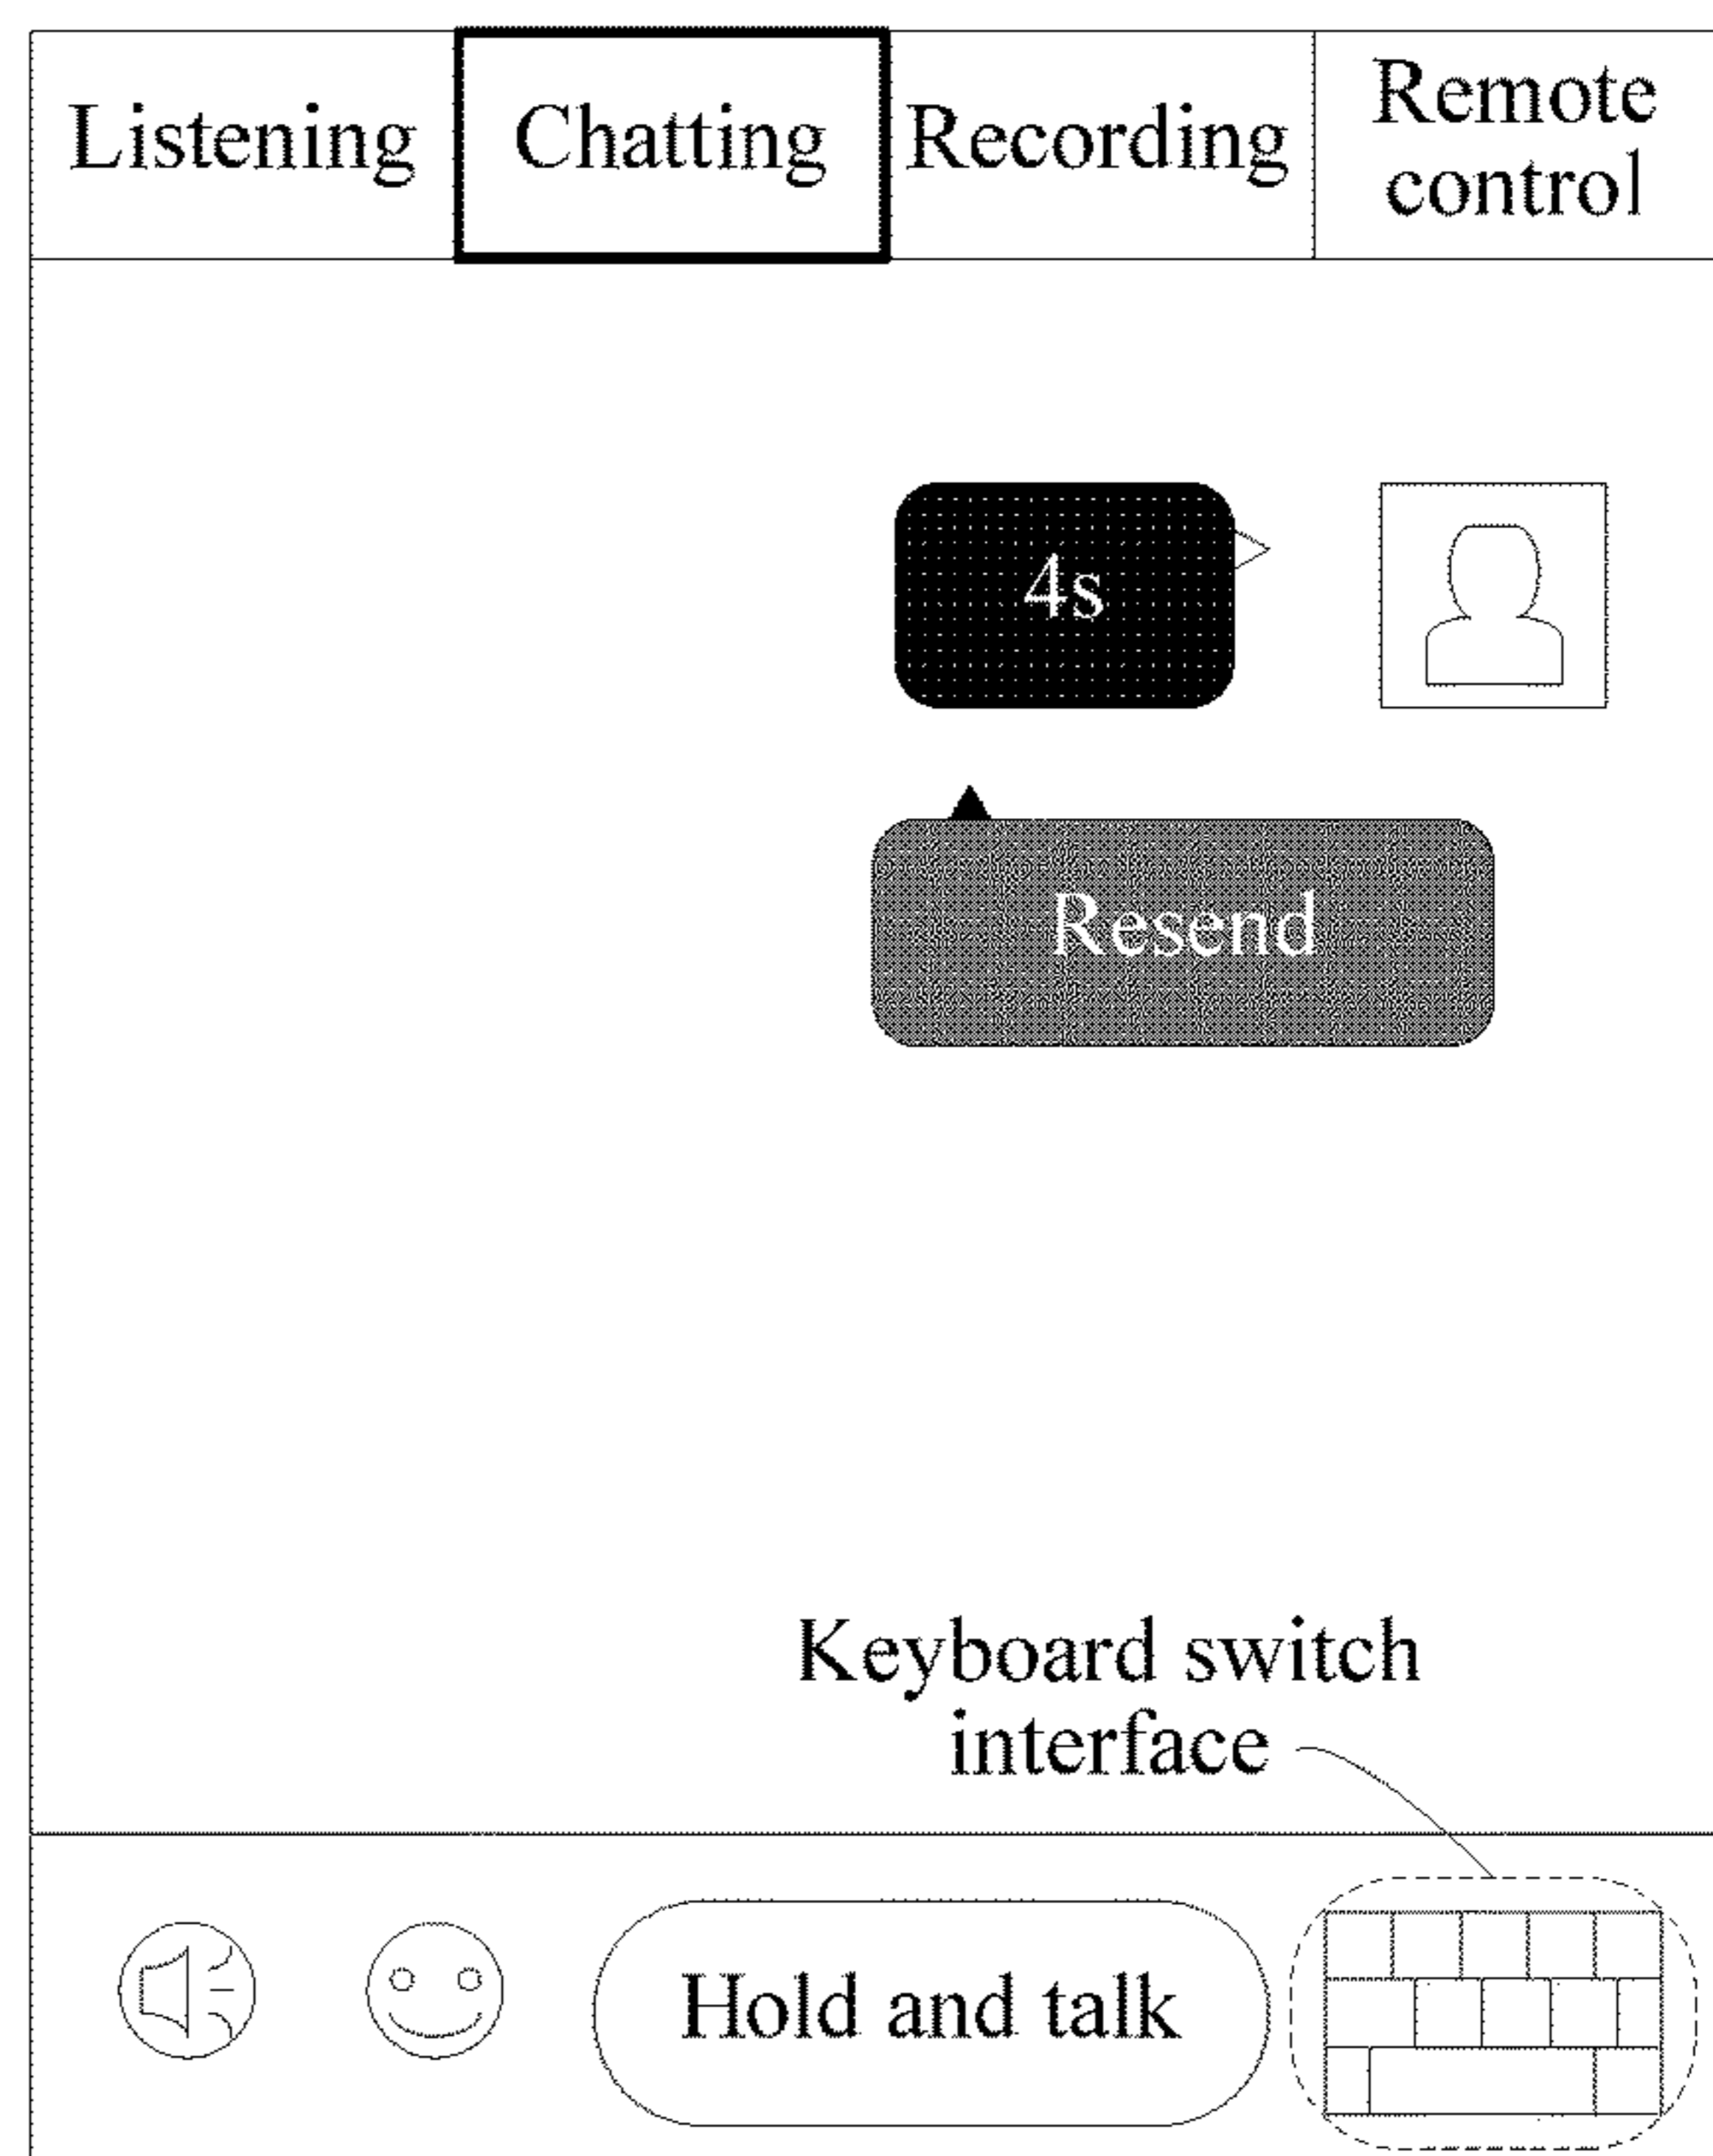 Listening
Chatting
Recording
Remote
control
4s
Resend
Keyboard switch
interface
Hold and talk